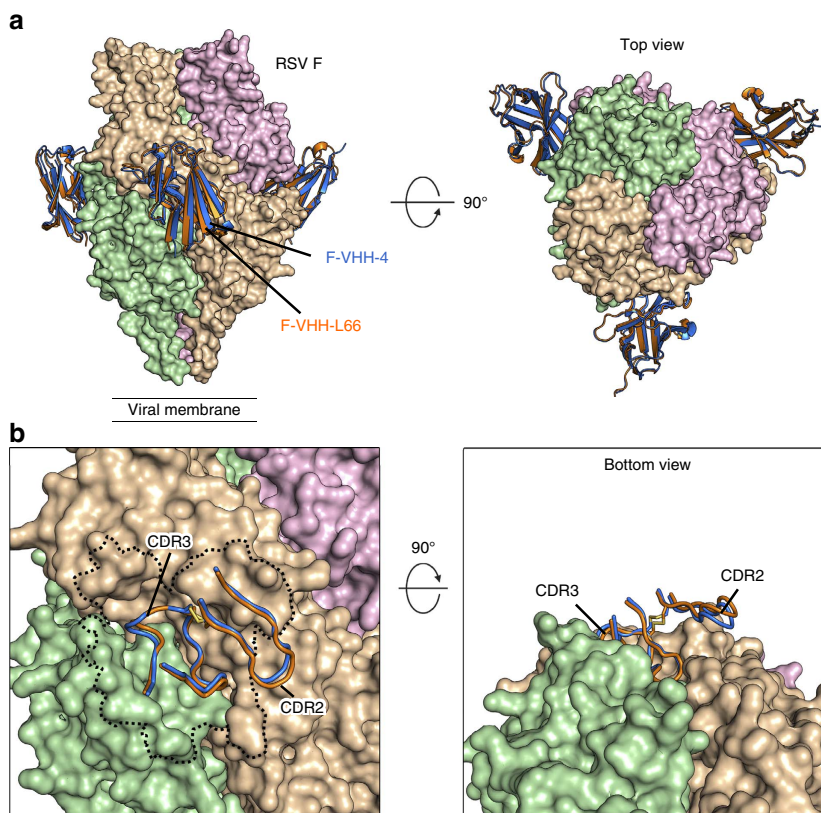 a
RSV F
Top view
90°
F-VHH-4
F-VHH-L66
Viral membrane
b
CDR3
CDR2
90°
Bottom view
CDR3
CDR2